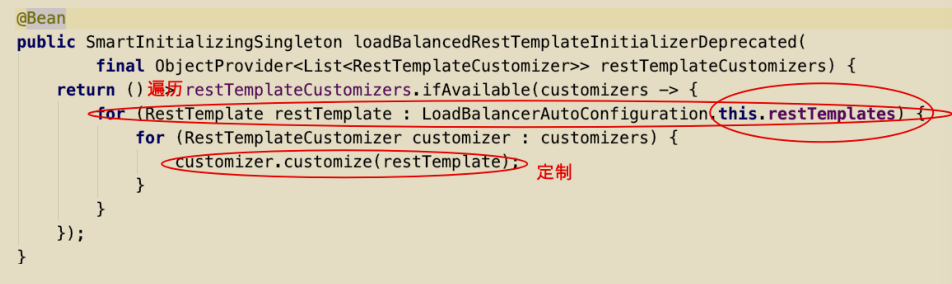 @Bean
public SmartInitializingSingleton loadBalancedRestTemplateInitializerDeprecated(
final ObjectProvider<List<RestTemplateCustomizer>> restTemplateCustomizers) {
return () 遍历 restTemplateCustomizers.ifAvailable(customizers -> {
for (RestTemplate restTemplate : LoadBalancerAutoConfiguration.this.restTemplates) {
for (RestTemplateCustomizer customizer : customizers) {
customizer.customize(restTemplate);
定制
}
}
});
}